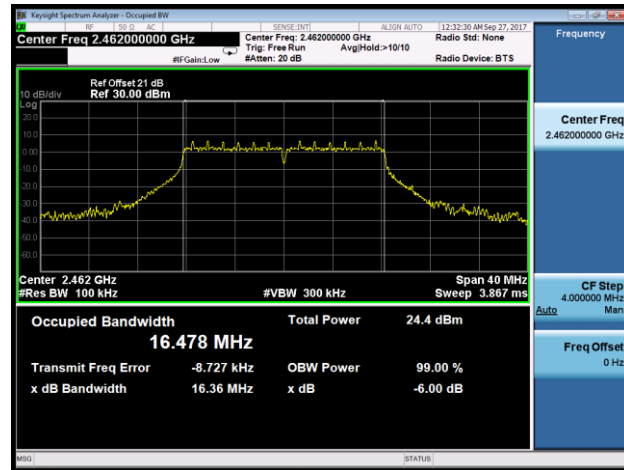 Keysight Spectrum Analyzer - Occupied BW
RF 50 Ω AC SENSE:INT ALIGN AUTO 12:32:30 AM Sep 27, 2017
Center Freq 2.462000000 GHz
Center Freq: 2.462000000 GHz
Radio Std: None
Trig: Free Run Avg|Hold:>10/10
#IFGain:Low #Atten: 20 dB Radio Device: BTS
Frequency
Ref Offset 21 dB
10 dB/div Ref 30.00 dBm
Log
20.0
10.0
0.00
-10.0
-20.0
-30.0
-40.0
-50.0
-60.0
Center 2.462 GHz Span 40 MHz
#Res BW 100 kHz #VBW 300 kHz Sweep 3.867 ms
Occupied Bandwidth Total Power 24.4 dBm
16.478 MHz
Transmit Freq Error -8.727 kHz OBW Power 99.00 %
x dB Bandwidth 16.36 MHz x dB -6.00 dB
Center Freq
2.462000000 GHz
CF Step
4.000000 MHz
Auto Man
Freq Offset
0 Hz
MSG STATUS